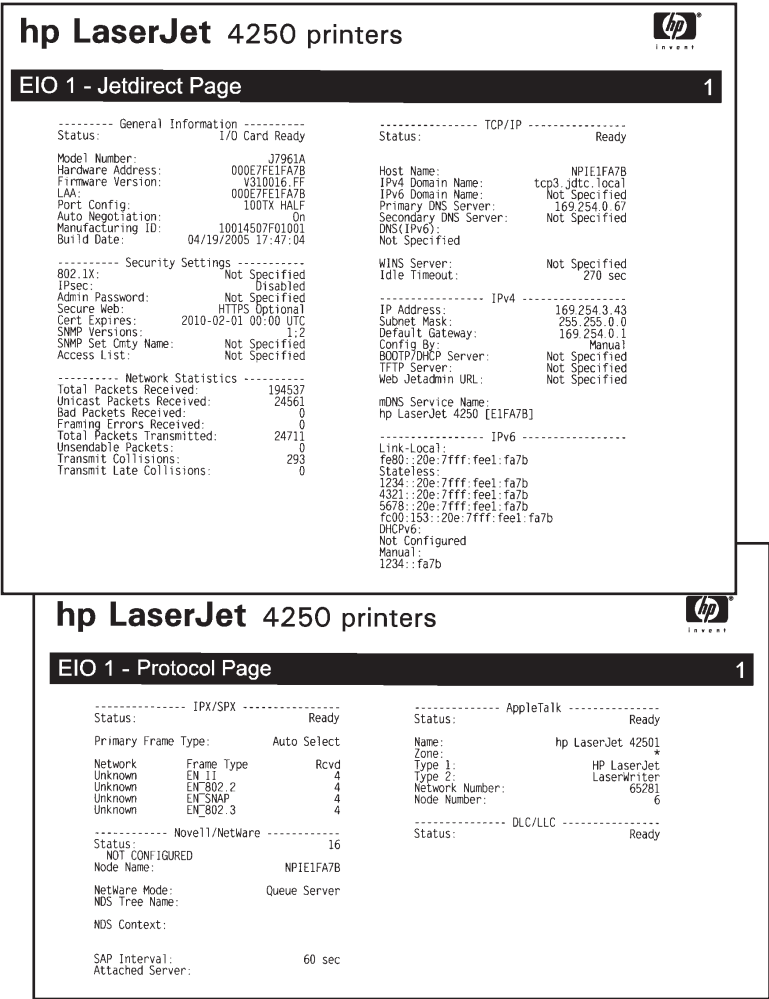 hp LaserJet 4250 printers
hp®
invent
EIO 1 - Jetdirect Page 1
--------- General Information ----------
Status: I/O Card Ready
Model Number: J7961A
Hardware Address: 000E7FE1FA7B
Firmware Version: V310016.FF
LAA: 000E7FE1FA7B
Port Config: 100TX HALF
Auto Negotiation: On
Manufacturing ID: 10014507F01001
Build Date: 04/19/2005 17:47:04
---------- Security Settings -----------
802.1X: Not Specified
IPsec: Disabled
Admin Password: Not Specified
Secure Web: HTTPS Optional
Cert Expires: 2010-02-01 00:00 UTC
SNMP Versions: 1;2
SNMP Set Cmty Name: Not Specified
Access List: Not Specified
---------- Network Statistics ----------
Total Packets Received: 194537
Unicast Packets Received: 24561
Bad Packets Received: 0
Framing Errors Received: 0
Total Packets Transmitted: 24711
Unsendable Packets: 0
Transmit Collisions: 293
Transmit Late Collisions: 0
---------------- TCP/IP ----------------
Status: Ready
Host Name: NPIE1FA7B
IPv4 Domain Name: tcp3.jdtc.local
IPv6 Domain Name: Not Specified
Primary DNS Server: 169.254.0.67
Secondary DNS Server: Not Specified
DNS(IPv6):
Not Specified
WINS Server: Not Specified
Idle Timeout: 270 sec
----------------- IPv4 -----------------
IP Address: 169.254.3.43
Subnet Mask: 255.255.0.0
Default Gateway: 169.254.0.1
Config By: Manual
BOOTP/DHCP Server: Not Specified
TFTP Server: Not Specified
Web Jetadmin URL: Not Specified
mDNS Service Name:
hp LaserJet 4250 [E1FA7B]
----------------- IPv6 -----------------
Link-Local:
fe80::20e:7fff:fee1:fa7b
Stateless:
1234::20e:7fff:fee1:fa7b
4321::20e:7fff:fee1:fa7b
5678::20e:7fff:fee1:fa7b
fc00:153::20e:7fff:fee1:fa7b
DHCPv6:
Not Configured
Manual:
1234::fa7b
hp LaserJet 4250 printers
hp®
invent
EIO 1 - Protocol Page 1
--------------- IPX/SPX ----------------
Status: Ready
Primary Frame Type: Auto Select
Network Frame Type Rcvd
Unknown EN_II 4
Unknown EN_802.2 4
Unknown EN_SNAP 4
Unknown EN_802.3 4
------------ Novell/NetWare ------------
Status: 16
NOT CONFIGURED
Node Name: NPIE1FA7B
NetWare Mode: Queue Server
NDS Tree Name:
NDS Context:
SAP Interval: 60 sec
Attached Server:
-------------- AppleTalk ---------------
Status: Ready
Name: hp LaserJet 42501
Zone: *
Type 1: HP LaserJet
Type 2: LaserWriter
Network Number: 65281
Node Number: 6
--------------- DLC/LLC ----------------
Status: Ready